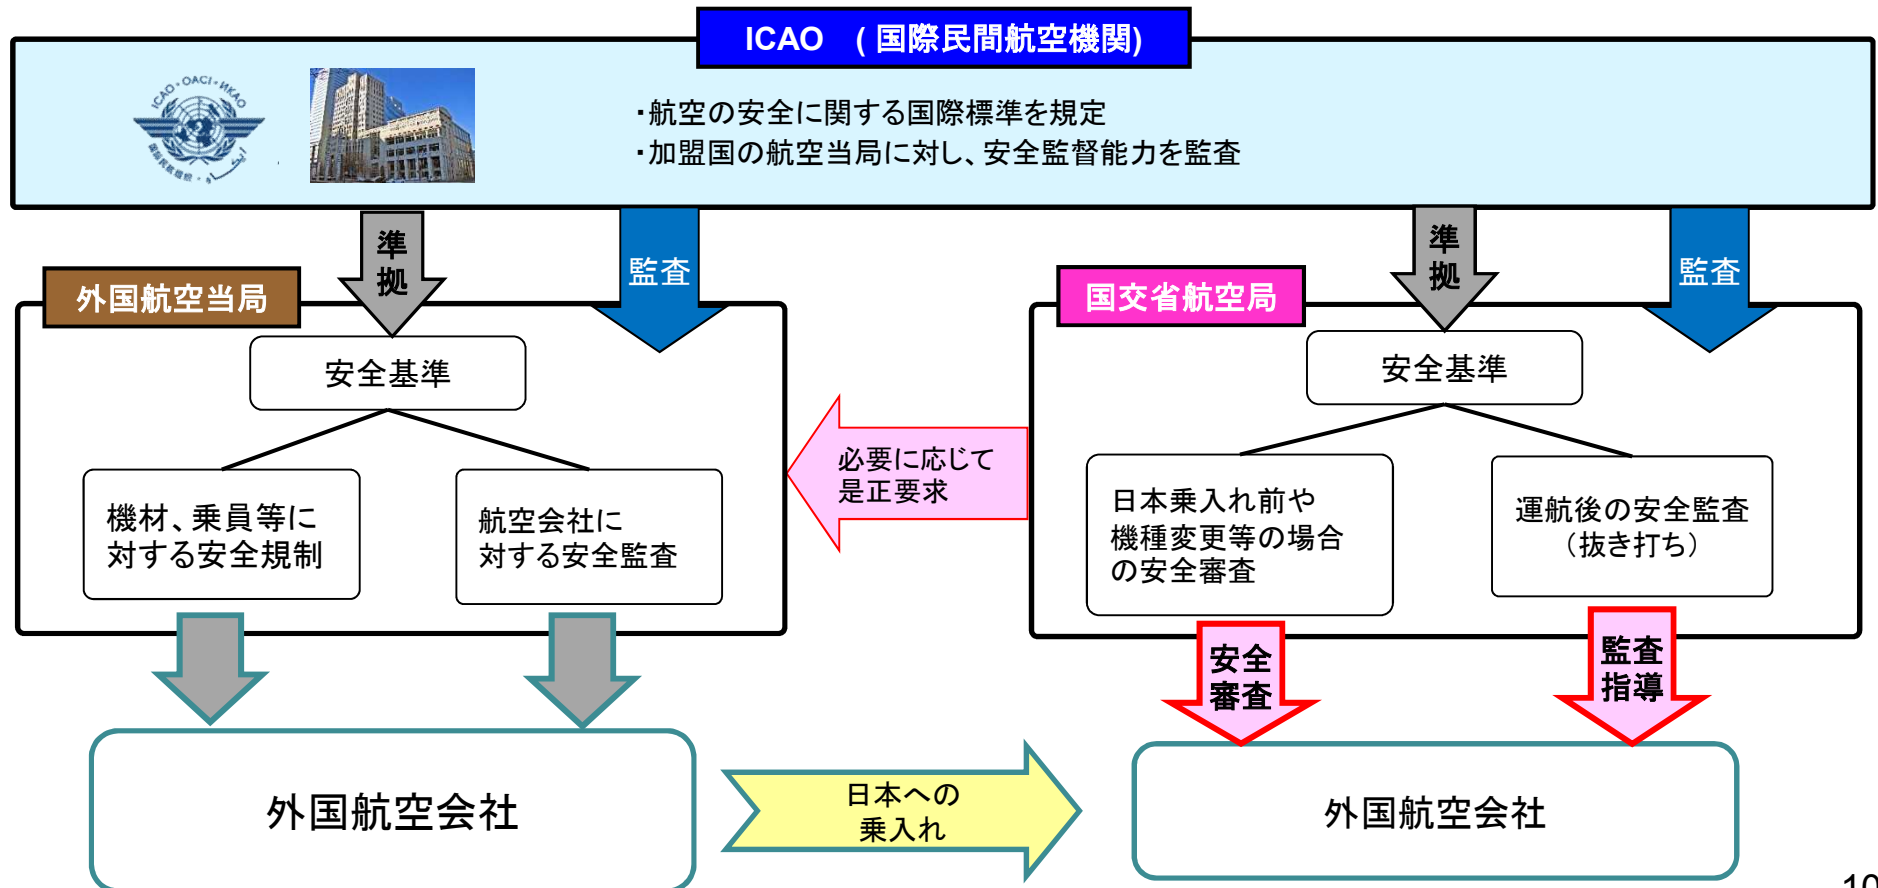 ICAO (国際民間航空機関)
ICAO・OACI・ИКАО
・航空の安全に関する国際標準を規定
・加盟国の航空当局に対し、安全監督能力を監査
準
拠
監査
準
拠
監査
外国航空当局
国交省航空局
安全基準
安全基準
機材、乗員等に
対する安全規制
航空会社に
対する安全監査
必要に応じて
是正要求
日本乗入れ前や
機種変更等の場合
の安全審査
運航後の安全監査
(抜き打ち)
安全
審査
監査
指導
外国航空会社
日本への
乗入れ
外国航空会社
10